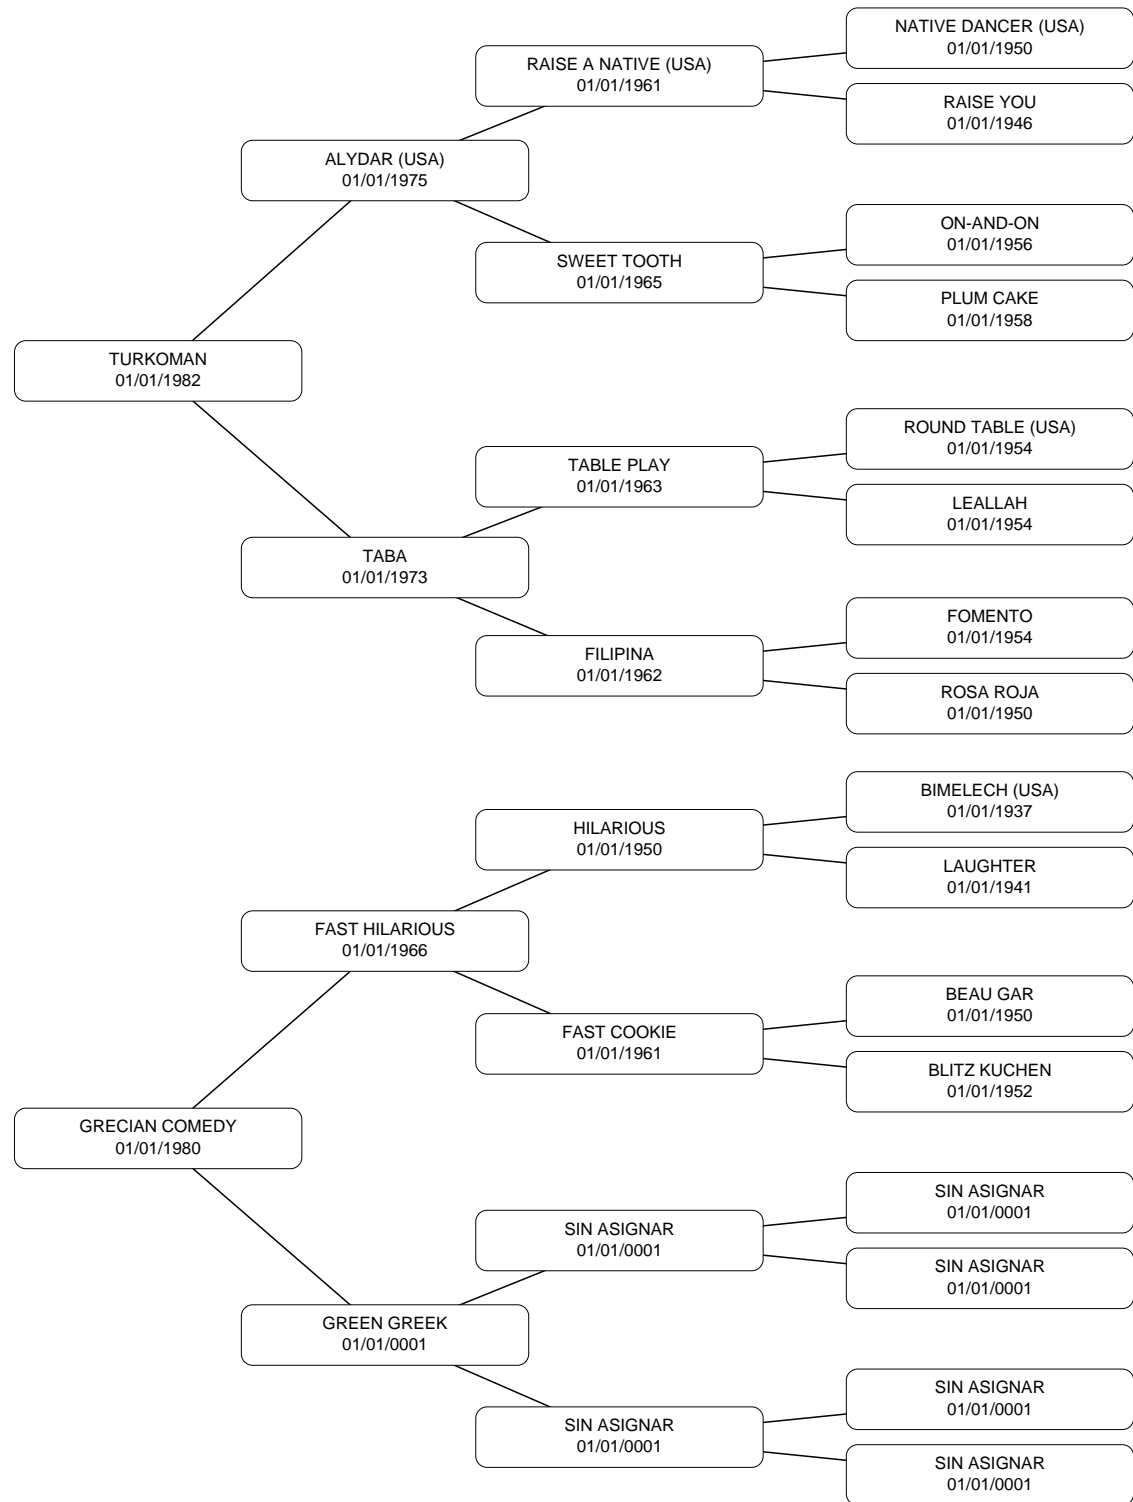 NATIVE DANCER (USA)
01/01/1950
RAISE A NATIVE (USA)
01/01/1961
RAISE YOU
01/01/1946
ALYDAR (USA)
01/01/1975
ON-AND-ON
01/01/1956
SWEET TOOTH
01/01/1965
PLUM CAKE
01/01/1958
TURKOMAN
01/01/1982
ROUND TABLE (USA)
01/01/1954
TABLE PLAY
01/01/1963
LEALLAH
01/01/1954
TABA
01/01/1973
FOMENTO
01/01/1954
FILIPINA
01/01/1962
ROSA ROJA
01/01/1950
BIMELECH (USA)
01/01/1937
HILARIOUS
01/01/1950
LAUGHTER
01/01/1941
FAST HILARIOUS
01/01/1966
BEAU GAR
01/01/1950
FAST COOKIE
01/01/1961
BLITZ KUCHEN
01/01/1952
GRECIAN COMEDY
01/01/1980
SIN ASIGNAR
01/01/0001
SIN ASIGNAR
01/01/0001
SIN ASIGNAR
01/01/0001
GREEN GREEK
01/01/0001
SIN ASIGNAR
01/01/0001
SIN ASIGNAR
01/01/0001
SIN ASIGNAR
01/01/0001